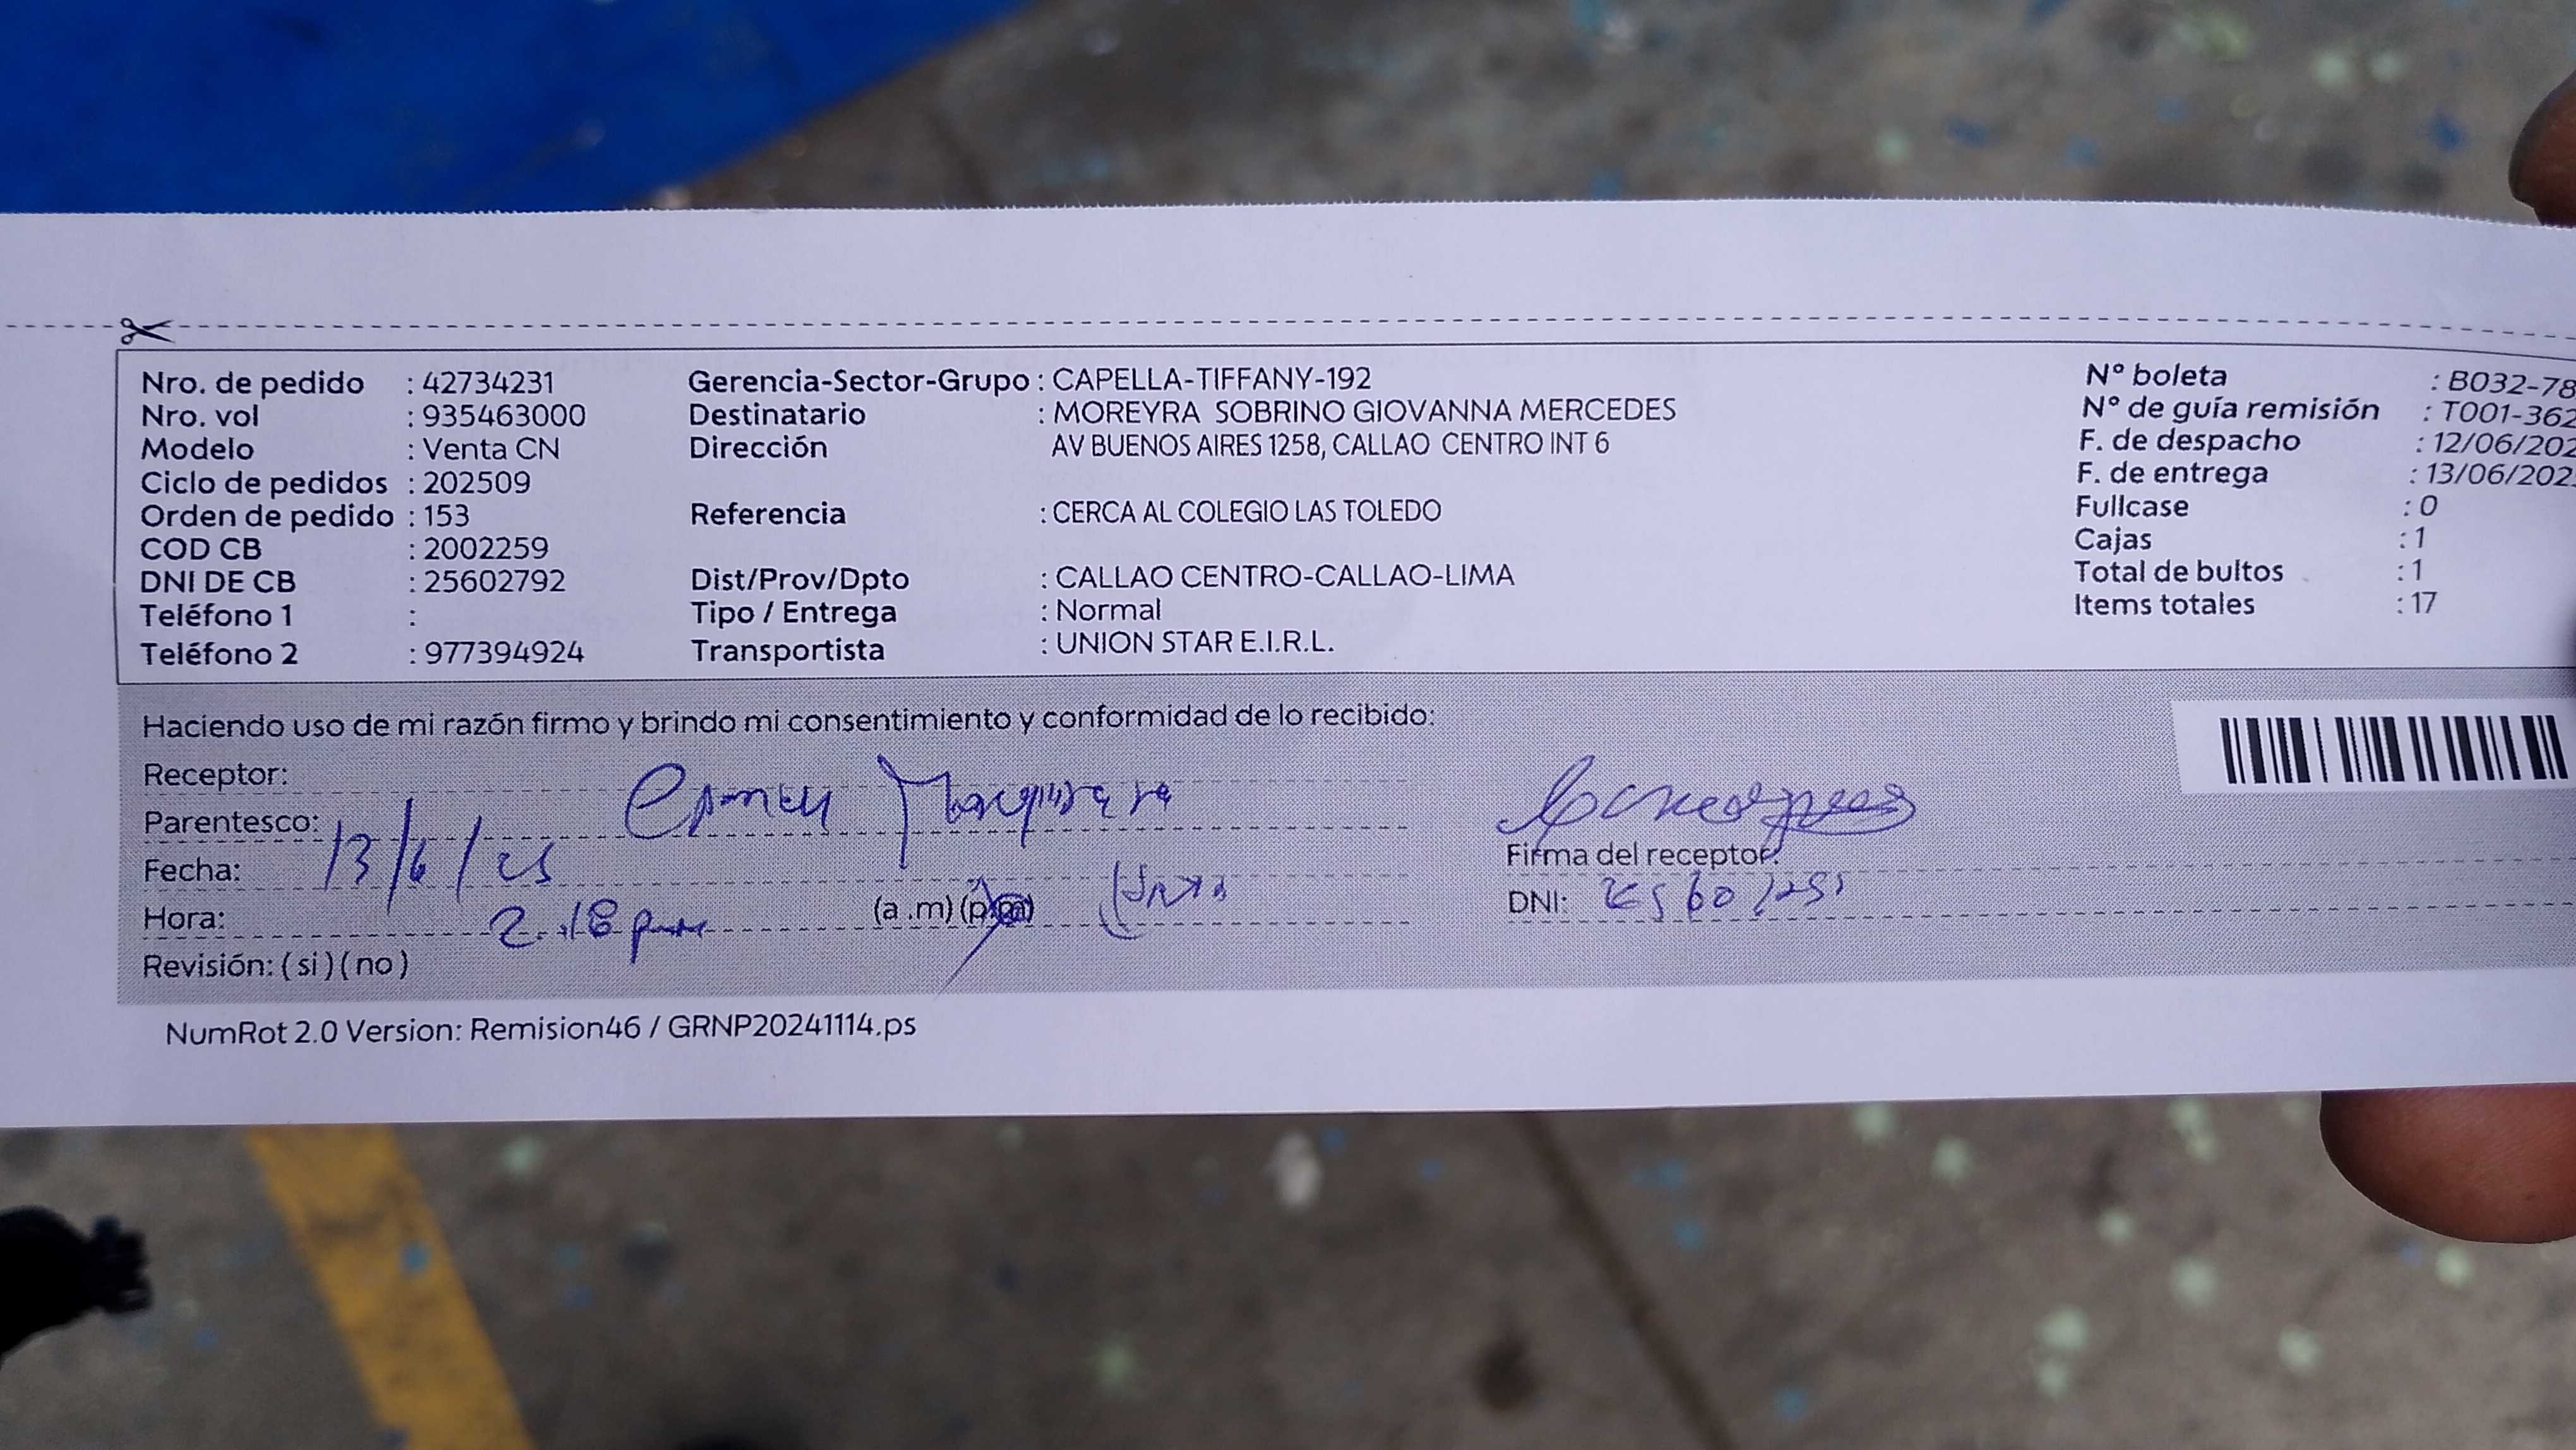 Nro. de pedido : 42734231 Gerencia-Sector-Grupo : CAPELLA-TIFFANY-192 N° boleta : B032-78
Nro. vol : 935463000 Destinatario : MOREYRA SOBRINO GIOVANNA MERCEDES N° de guía remisión : T001-362
Modelo : Venta CN Dirección AV BUENOS AIRES 1258, CALLAO CENTRO INT 6 F. de despacho : 12/06/202
Ciclo de pedidos : 202509 F. de entrega : 13/06/202
Orden de pedido : 153 Referencia : CERCA AL COLEGIO LAS TOLEDO Fullcase : 0
COD CB : 2002259 Cajas : 1
DNI DE CB : 25602792 Dist/Prov/Dpto : CALLAO CENTRO-CALLAO-LIMA Total de bultos : 1
Teléfono 1 : Tipo / Entrega : Normal Items totales : 17
Teléfono 2 : 977394924 Transportista : UNION STAR E.I.R.L.
Haciendo uso de mi razón firmo y brindo mi consentimiento y conformidad de lo recibido:
Receptor:
Parentesco:
Firma del receptor:
Fecha: 13/6/25
DNI:
Hora: 2.18 pm (a .m) (p.m)
Revisión: ( si ) ( no )
NumRot 2.0 Version: Remision46 / GRNP20241114.ps